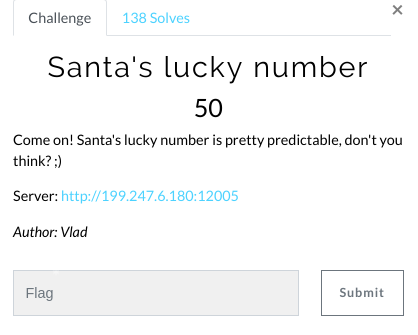 ×
Challenge 138 Solves
Santa's lucky number
50
Come on! Santa's lucky number is pretty predictable, don't you
think? ;)
Server: http://199.247.6.180:12005
Author: Vlad
Flag Submit